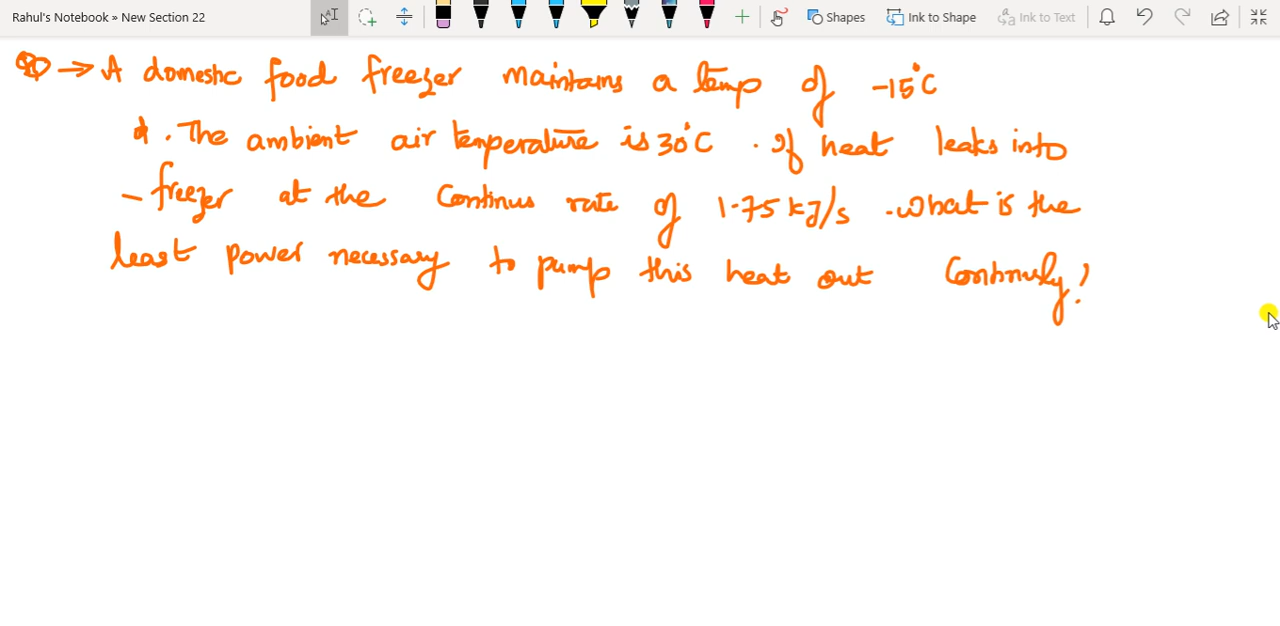 Rahul's Notebook » New Section 22
Shapes
Ink to Shape
Ink to Text
→ A domestic food freezer maintains a temp of -15°C
. The ambient air temperature is 30°C . If heat leaks into
- freezer at the Continus rate of 1.75 kJ/s . what is the
least power necessary to pump this heat out Continusly?